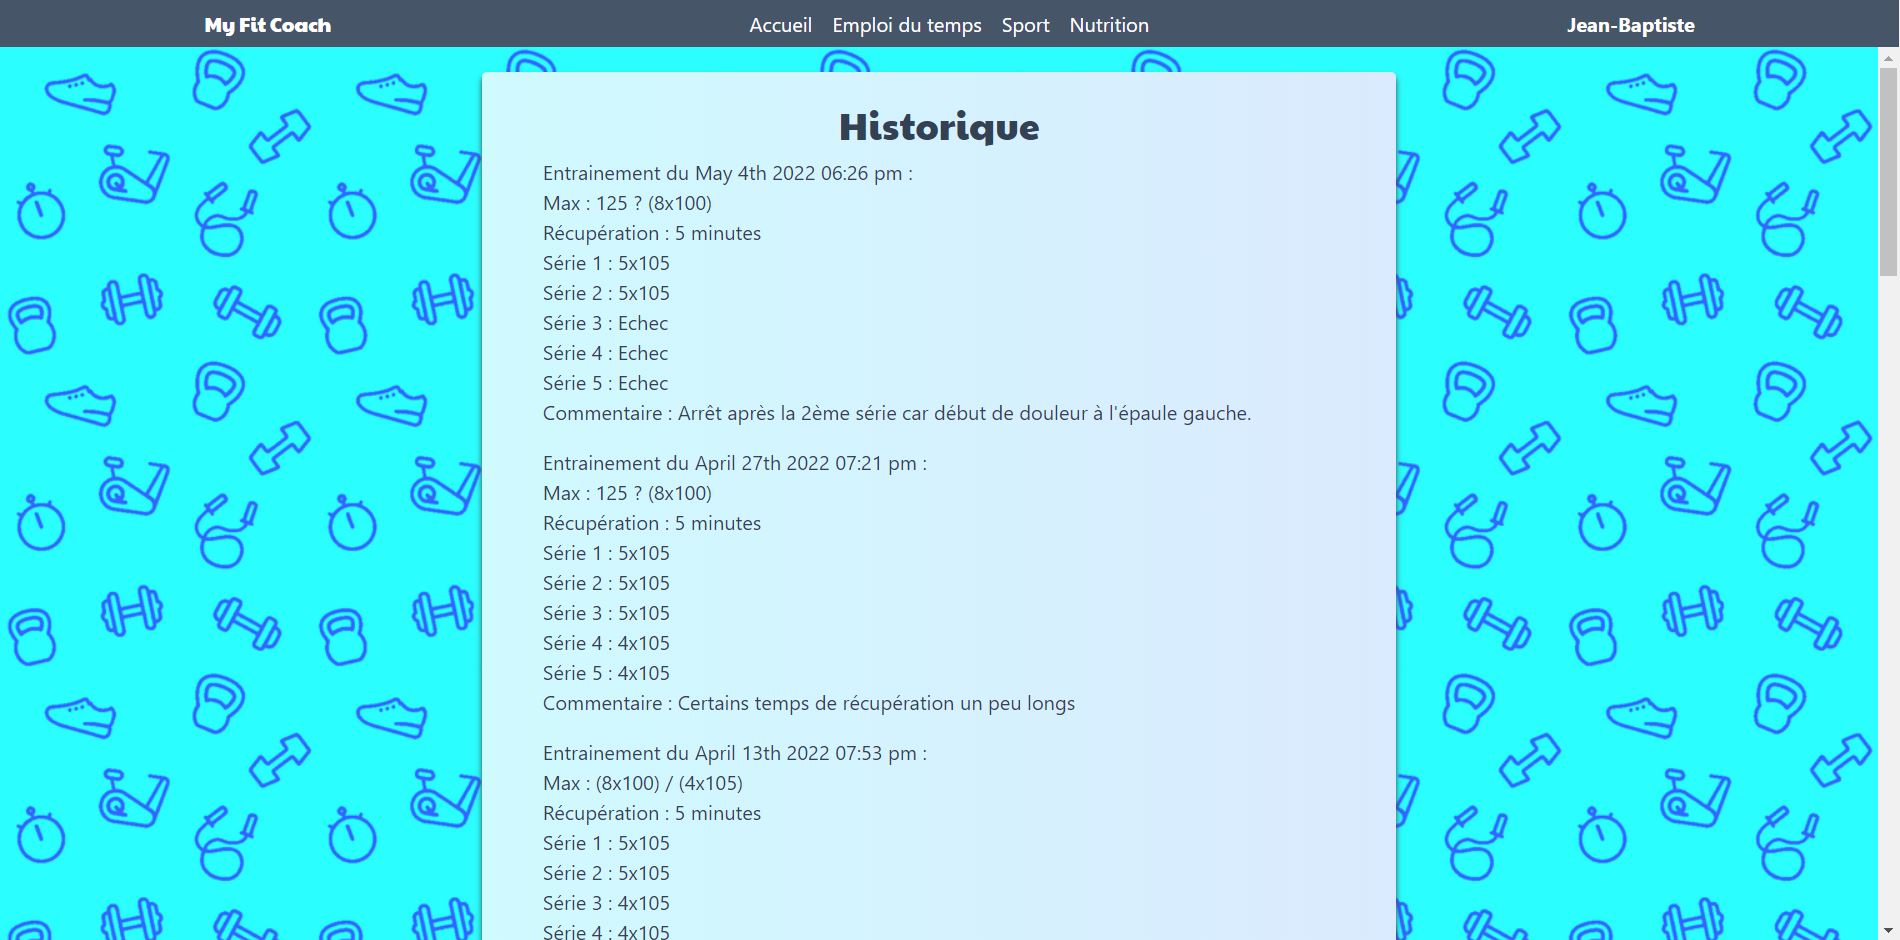 My Fit Coach
Accueil Emploi du temps Sport Nutrition
Jean-Baptiste
Historique
Entrainement du May 4th 2022 06:26 pm :
Max : 125 ? (8x100)
Récupération : 5 minutes
Série 1 : 5x105
Série 2 : 5x105
Série 3 : Echec
Série 4 : Echec
Série 5 : Echec
Commentaire : Arrêt après la 2ème série car début de douleur à l'épaule gauche.
Entrainement du April 27th 2022 07:21 pm :
Max : 125 ? (8x100)
Récupération : 5 minutes
Série 1 : 5x105
Série 2 : 5x105
Série 3 : 5x105
Série 4 : 4x105
Série 5 : 4x105
Commentaire : Certains temps de récupération un peu longs
Entrainement du April 13th 2022 07:53 pm :
Max : (8x100) / (4x105)
Récupération : 5 minutes
Série 1 : 5x105
Série 2 : 5x105
Série 3 : 4x105
Série 4 : 4x105